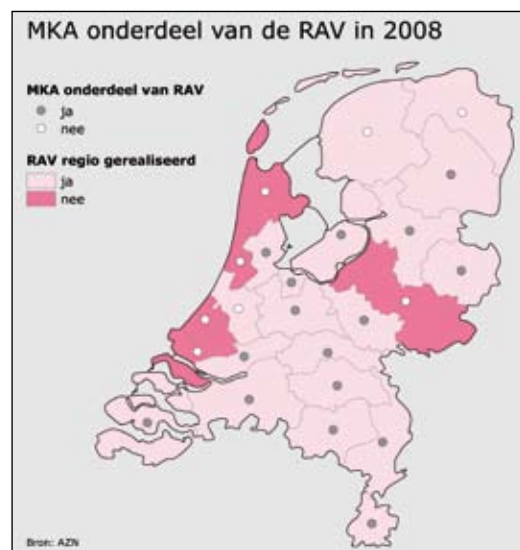 MKA onderdeel van de RAV in 2008
MKA onderdeel van RAV
ja
nee
RAV regio gerealiseerd
ja
nee
Bron: AZN